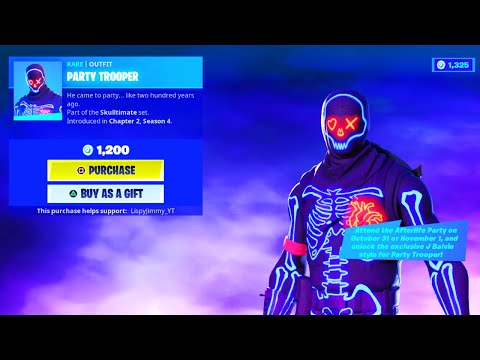 RARE | OUTFIT
PARTY TROOPER
He came to party... like two hundred years
ago.
Part of the Skulltimate set.
Introduced in Chapter 2, Season 4.
1,200
PURCHASE
BUY AS A GIFT
This purchase helps support: LispyJimmy_YT
1,325
Attend the Afterlife Party on
October 31 or November 1, and
unlock the exclusive J Balvin
style for Party Trooper!